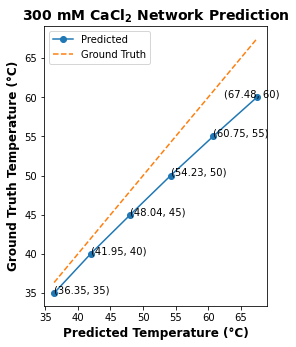 300 mM CaCl₂ Network Prediction
Predicted
Ground Truth
Ground Truth Temperature (°C)
65
60
55
50
45
40
35
(67.48, 60)
(60.75, 55)
(54.23, 50)
(48.04, 45)
(41.95, 40)
(36.35, 35)
35 40 45 50 55 60 65
Predicted Temperature (°C)